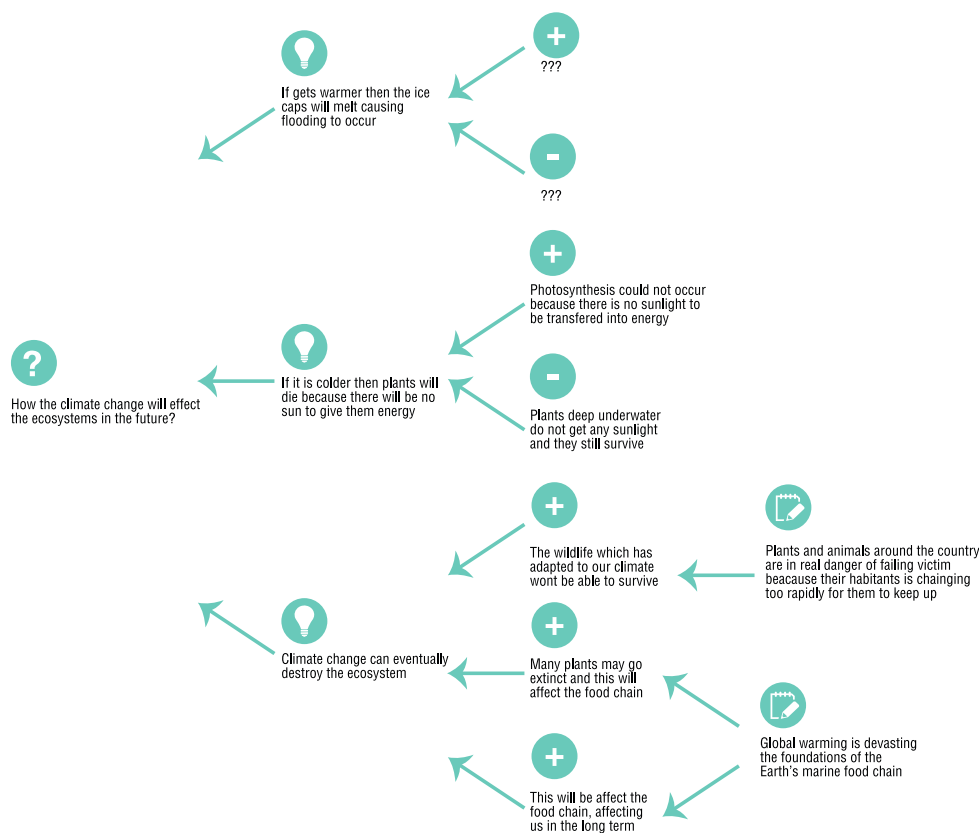 +
???
If gets warmer then the ice
caps will melt causing
flooding to occur
-
???
+
Photosynthesis could not occur
because there is no sunlight to
be transfered into energy
?
How the climate change will effect
the ecosystems in the future?
If it is colder then plants will
die because there will be no
sun to give them energy
-
Plants deep underwater
do not get any sunlight
and they still survive
+
The wildlife which has
adapted to our climate
wont be able to survive
Plants and animals around the country
are in real danger of failing victim
beacause their habitants is chainging
too rapidly for them to keep up
Climate change can eventually
destroy the ecosystem
+
Many plants may go
extinct and this will
affect the food chain
Global warming is devasting
the foundations of the
Earth's marine food chain
+
This will be affect the
food chain, affecting
us in the long term